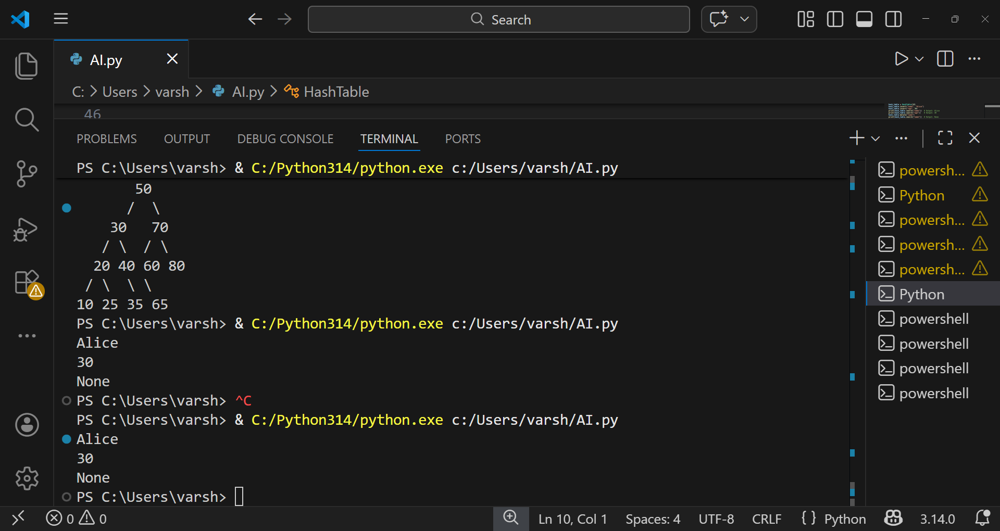 Search
AI.py
C: > Users > varsh > AI.py > HashTable
46
PROBLEMS OUTPUT DEBUG CONSOLE TERMINAL PORTS
PS C:\Users\varsh> & C:/Python314/python.exe c:/Users/varsh/AI.py
50
/ \
30 70
/ \ / \
20 40 60 80
/ \ \ \
10 25 35 65
PS C:\Users\varsh> & C:/Python314/python.exe c:/Users/varsh/AI.py
Alice
30
None
PS C:\Users\varsh> ^C
PS C:\Users\varsh> & C:/Python314/python.exe c:/Users/varsh/AI.py
Alice
30
None
PS C:\Users\varsh>
powersh...
Python
powersh...
powersh...
powersh...
Python
powershell
powershell
powershell
powershell
0 0 Ln 10, Col 1 Spaces: 4 UTF-8 CRLF {} Python 3.14.0